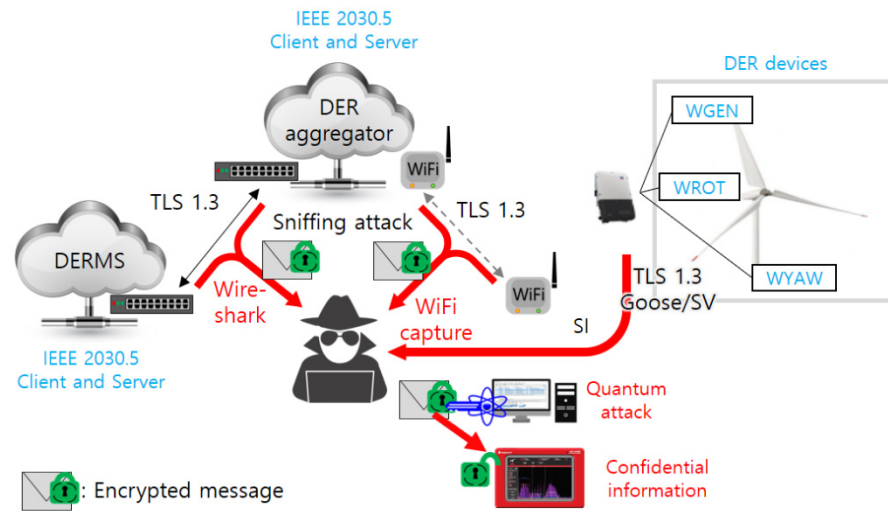 IEEE 2030.5
Client and Server
DER devices
DER
aggregator
WGEN
WiFi
TLS 1.3
TLS 1.3
WROT
Sniffing attack
DERMS
WYAW
TLS 1.3
Goose/SV
Wire-
shark
WiFi
capture
WiFi
SI
IEEE 2030.5
Client and Server
Quantum
attack
Confidential
information
: Encrypted message